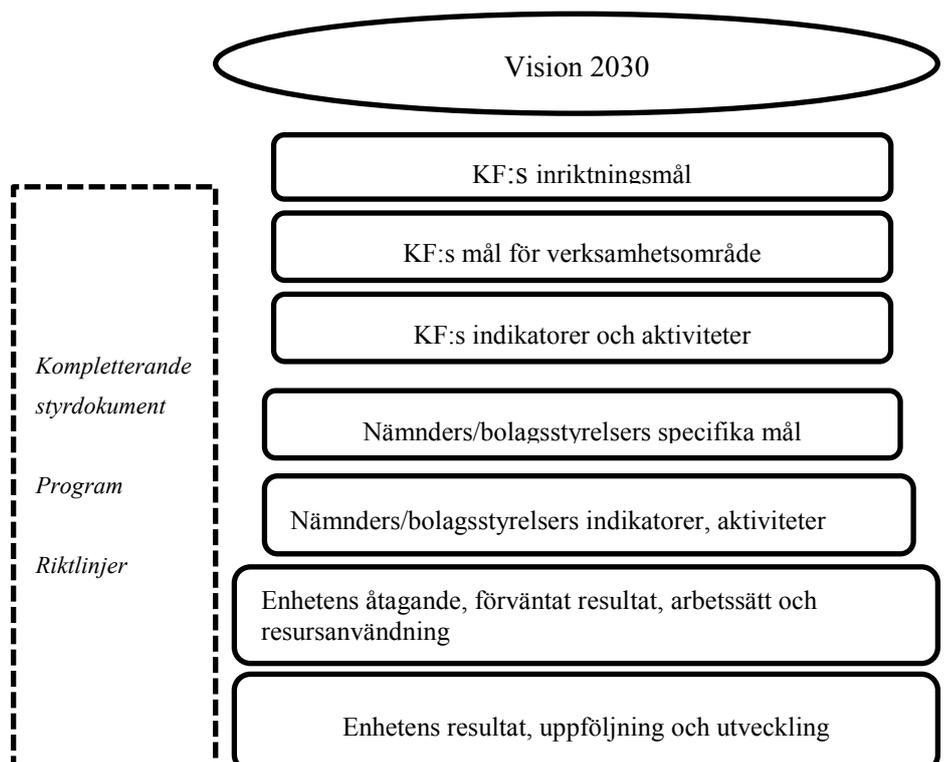 Vision 2030
KF:s inriktningsmål
KF:s mål för verksamhetsområde
KF:s indikatorer och aktiviteter
Kompletterande
styrdokument
Program
Riktlinjer
Nämnders/bolagsstyrelsers specifika mål
Nämnders/bolagsstyrelsers indikatorer, aktiviteter
Enhetens åtagande, förväntat resultat, arbetssätt och
resursanvändning
Enhetens resultat, uppföljning och utveckling